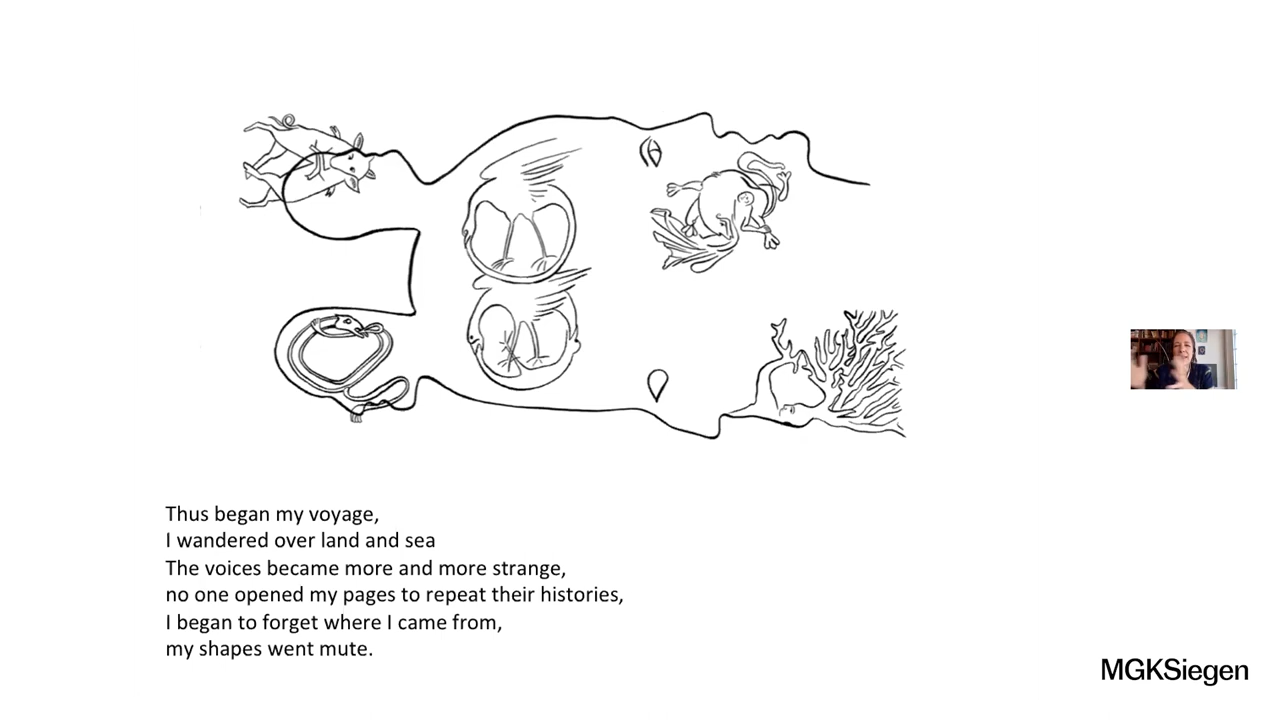 Thus began my voyage,
I wandered over land and sea
The voices became more and more strange,
no one opened my pages to repeat their histories,
I began to forget where I came from,
my shapes went mute.
MGKSiegen